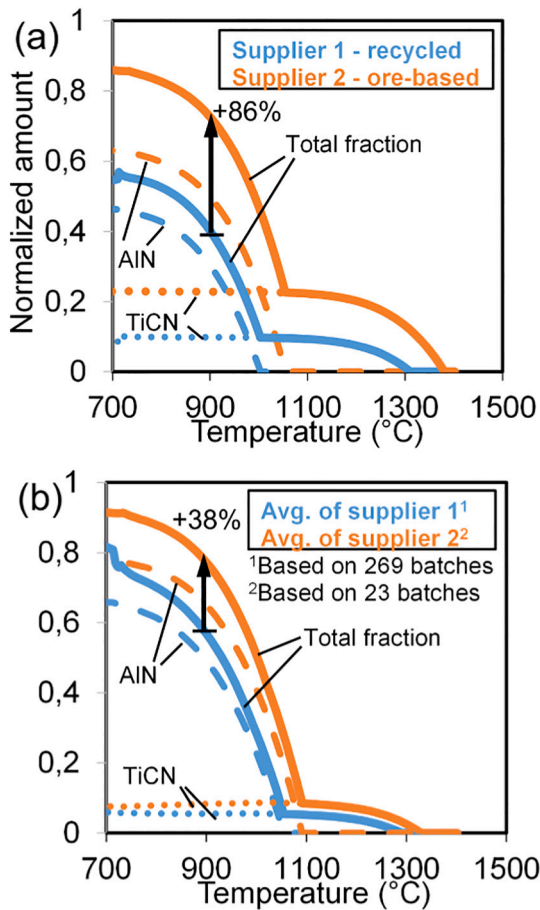 (a)
Supplier 1 - recycled
Supplier 2 - ore-based
Normalized amount
1
0,8
0,6
0,4
0,2
0
+86%
Total fraction
AlN
TiCN
700 900 1100 1300 1500
Temperature (°C)
(b)
Avg. of supplier 1¹
Avg. of supplier 2²
¹Based on 269 batches
²Based on 23 batches
1
0,8
0,6
0,4
0,2
0
+38%
Total fraction
AlN
TiCN
700 900 1100 1300 1500
Temperature (°C)